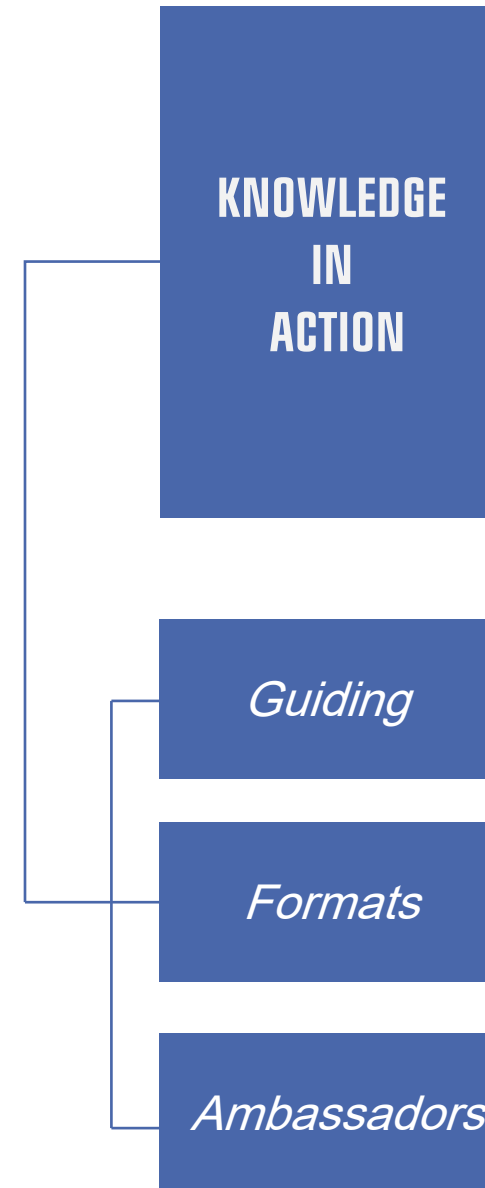 KNOWLEDGE
IN
ACTION
Guiding
Formats
Ambassadors